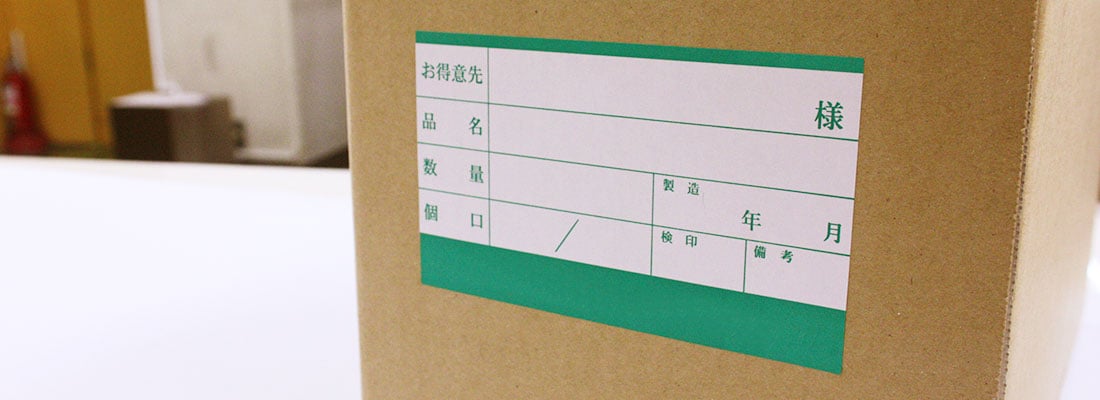 お得意先 様
品名
数量 製造 年 月
個口 / 検印 備考